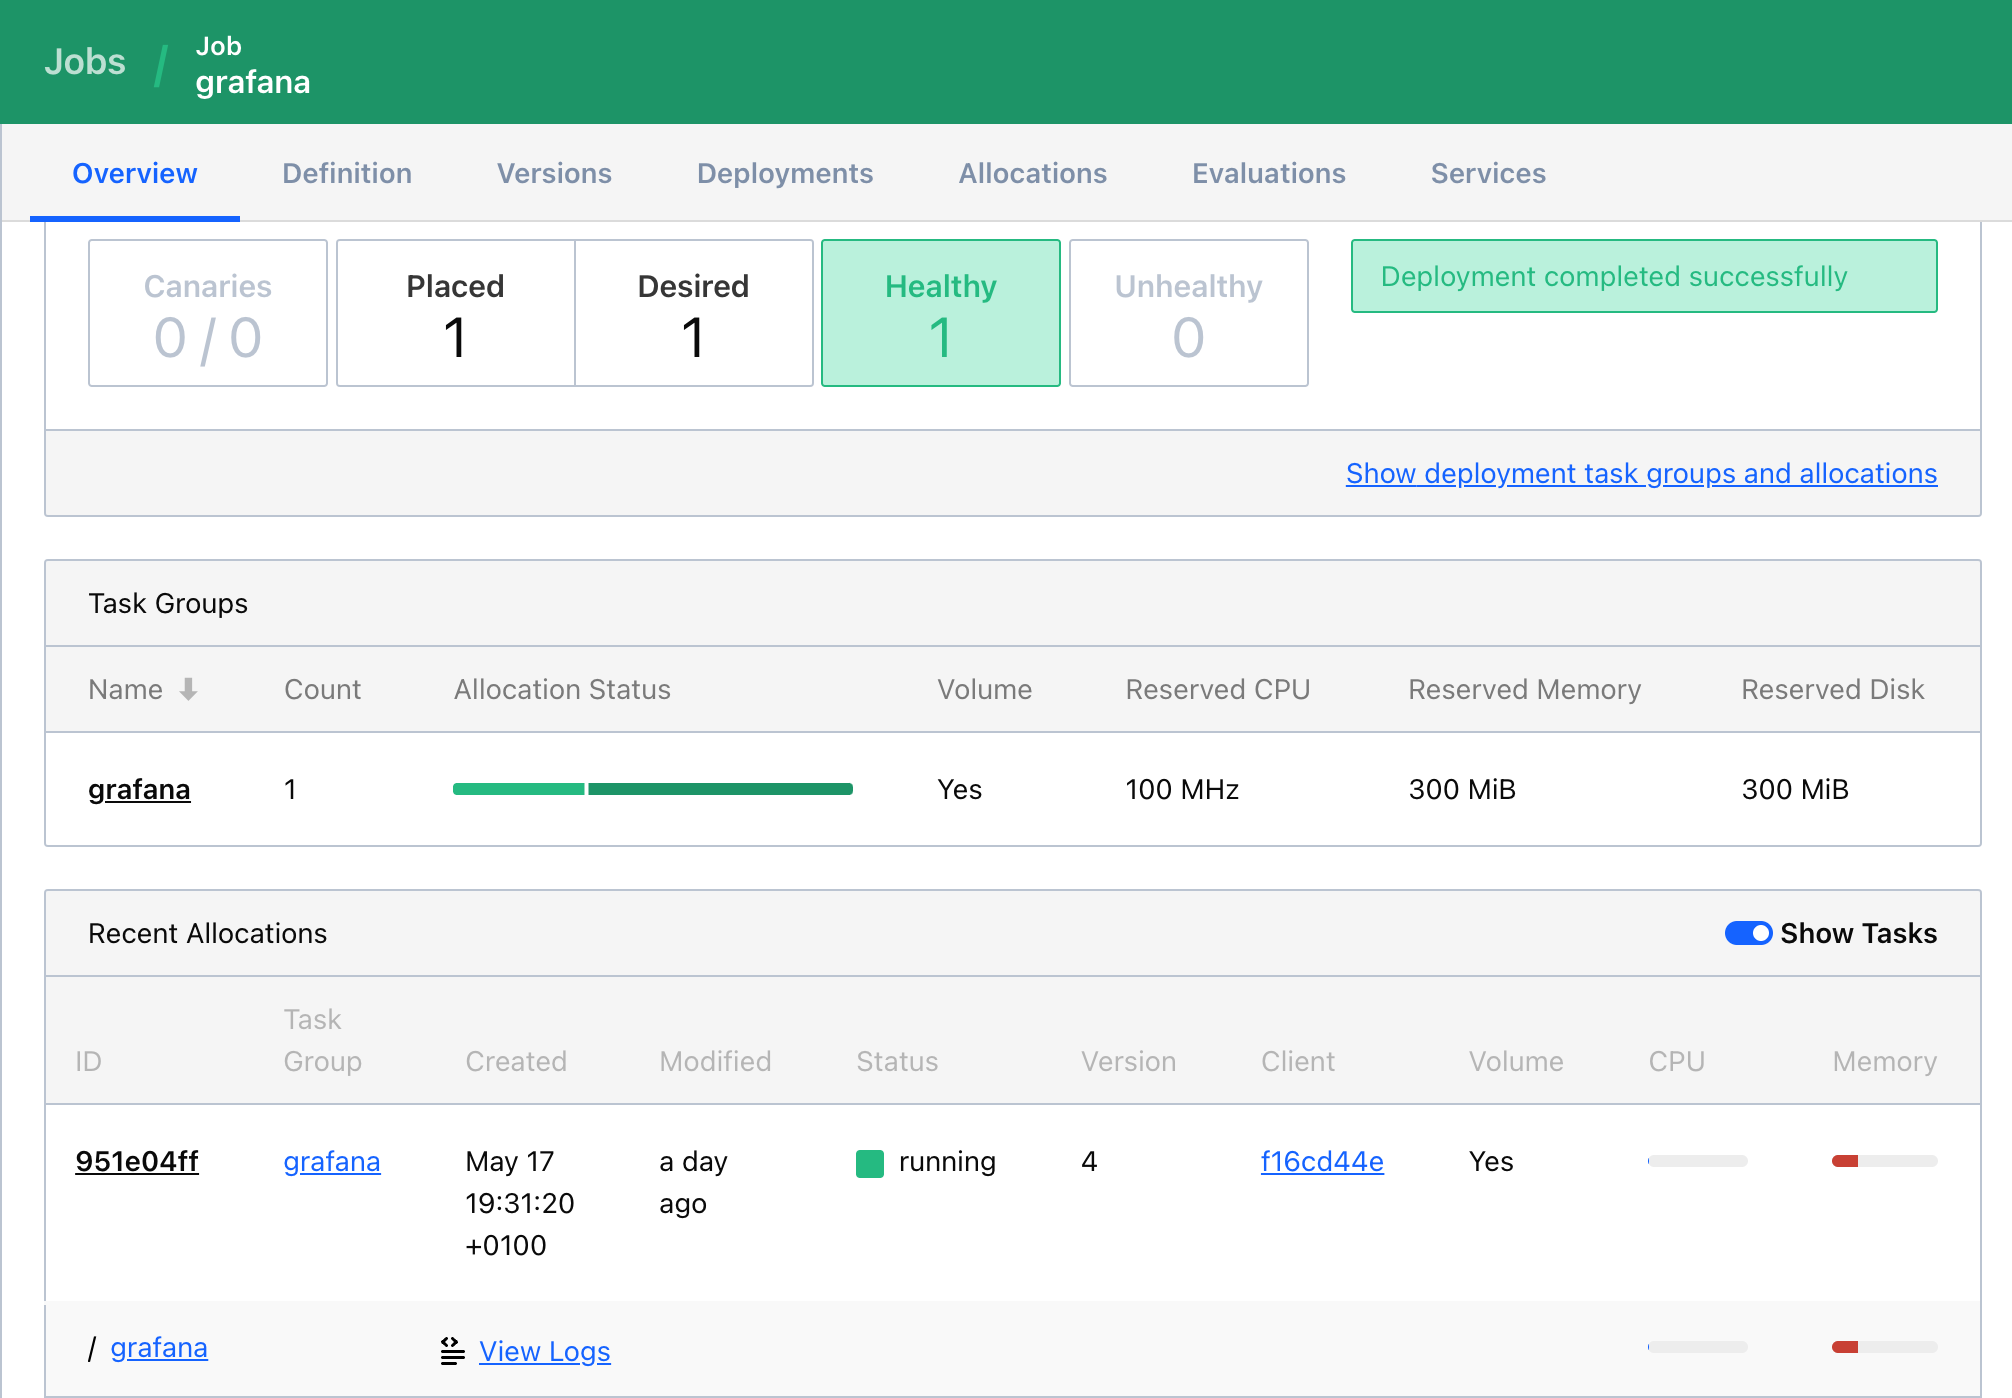 Jobs / Job
grafana
Overview Definition Versions Deployments Allocations Evaluations Services
Canaries Placed Desired Healthy Unhealthy
0 / 0 1 1 1 0
Deployment completed successfully
Show deployment task groups and allocations
Task Groups
Name Count Allocation Status Volume Reserved CPU Reserved Memory Reserved Disk
grafana 1 Yes 100 MHz 300 MiB 300 MiB
Recent Allocations Show Tasks
ID Task Group Created Modified Status Version Client Volume CPU Memory
951e04ff grafana May 17 a day running 4 f16cd44e Yes
19:31:20 ago
+0100
/ grafana View Logs